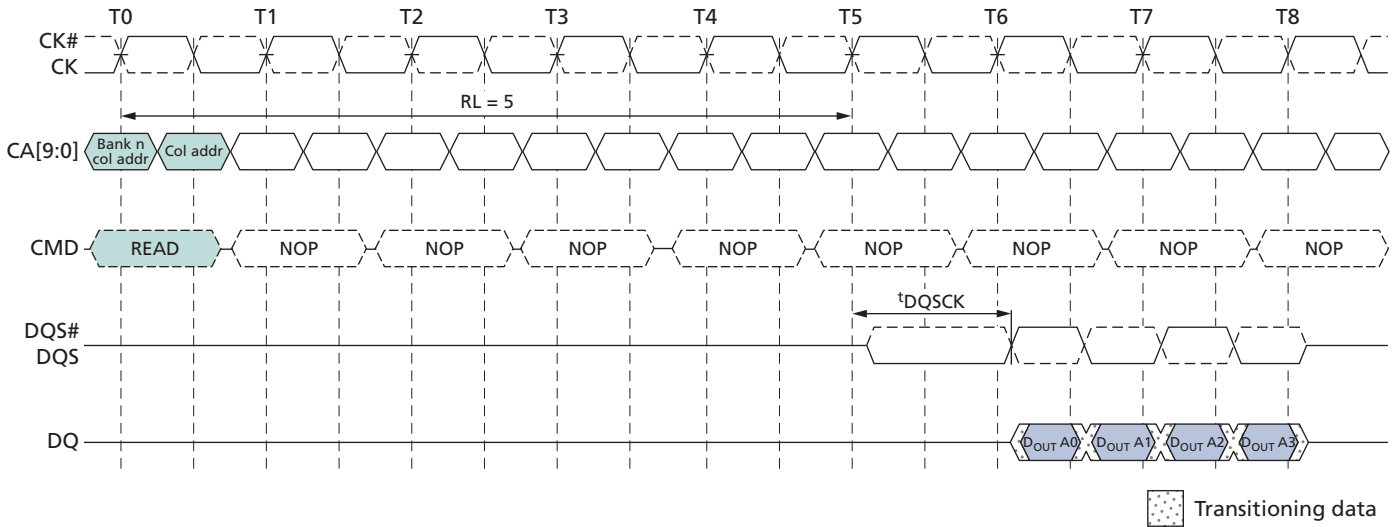 T0 T1 T2 T3 T4 T5 T6 T7 T8
CK#
CK
RL = 5
CA[9:0] Bank n col addr Col addr
CMD READ NOP NOP NOP NOP NOP NOP NOP NOP
tDQSCK
DQS#
DQS
DQ DOUT A0 DOUT A1 DOUT A2 DOUT A3
Transitioning data